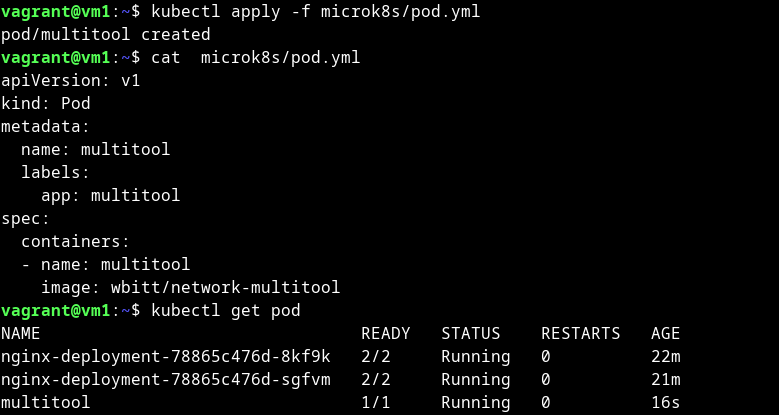 vagrant@vm1:~$ kubectl apply -f microk8s/pod.yml
pod/multitool created
vagrant@vm1:~$ cat  microk8s/pod.yml
apiVersion: v1
kind: Pod
metadata:
  name: multitool
  labels:
    app: multitool
spec:
  containers:
  - name: multitool
    image: wbitt/network-multitool
vagrant@vm1:~$ kubectl get pod
NAME                                READY   STATUS    RESTARTS   AGE
nginx-deployment-78865c476d-8kf9k   2/2     Running   0          22m
nginx-deployment-78865c476d-sgfvm   2/2     Running   0          21m
multitool                           1/1     Running   0          16s